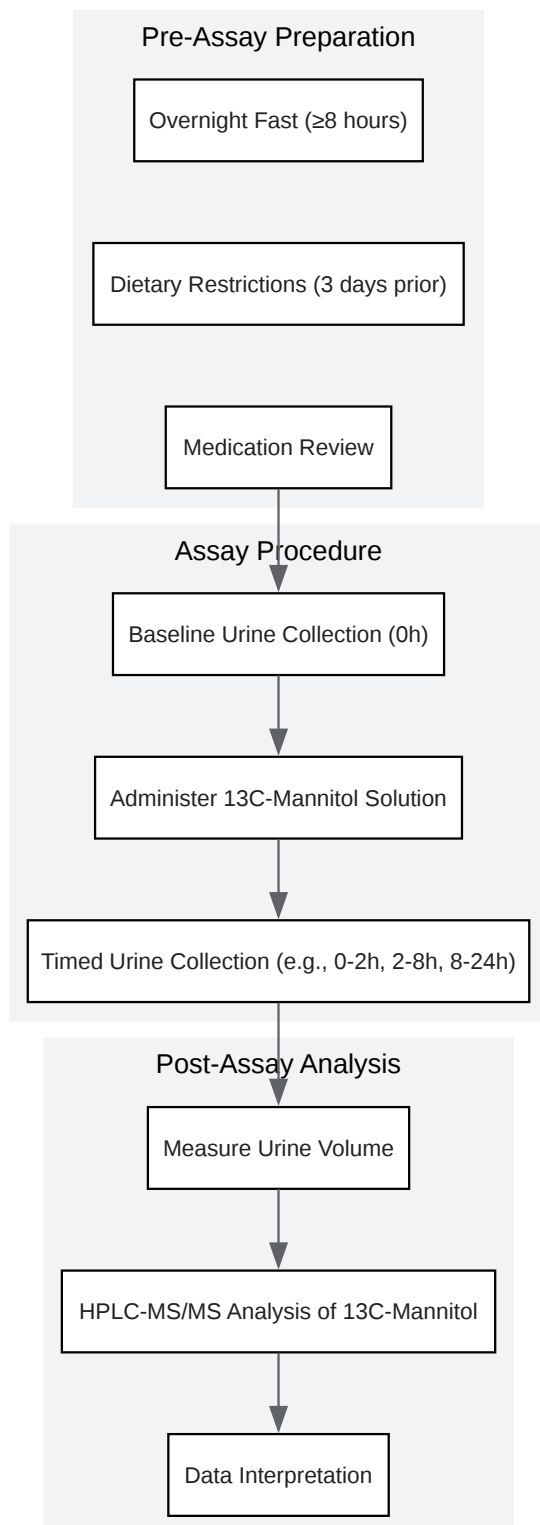 Pre-Assay Preparation
Overnight Fast (≥8 hours)
Dietary Restrictions (3 days prior)
Medication Review
Assay Procedure
Baseline Urine Collection (0h)
Administer 13C-Mannitol Solution
Timed Urine Collection (e.g., 0-2h, 2-8h, 8-24h)
Post-Assay Analysis
Measure Urine Volume
HPLC-MS/MS Analysis of 13C-Mannitol
Data Interpretation